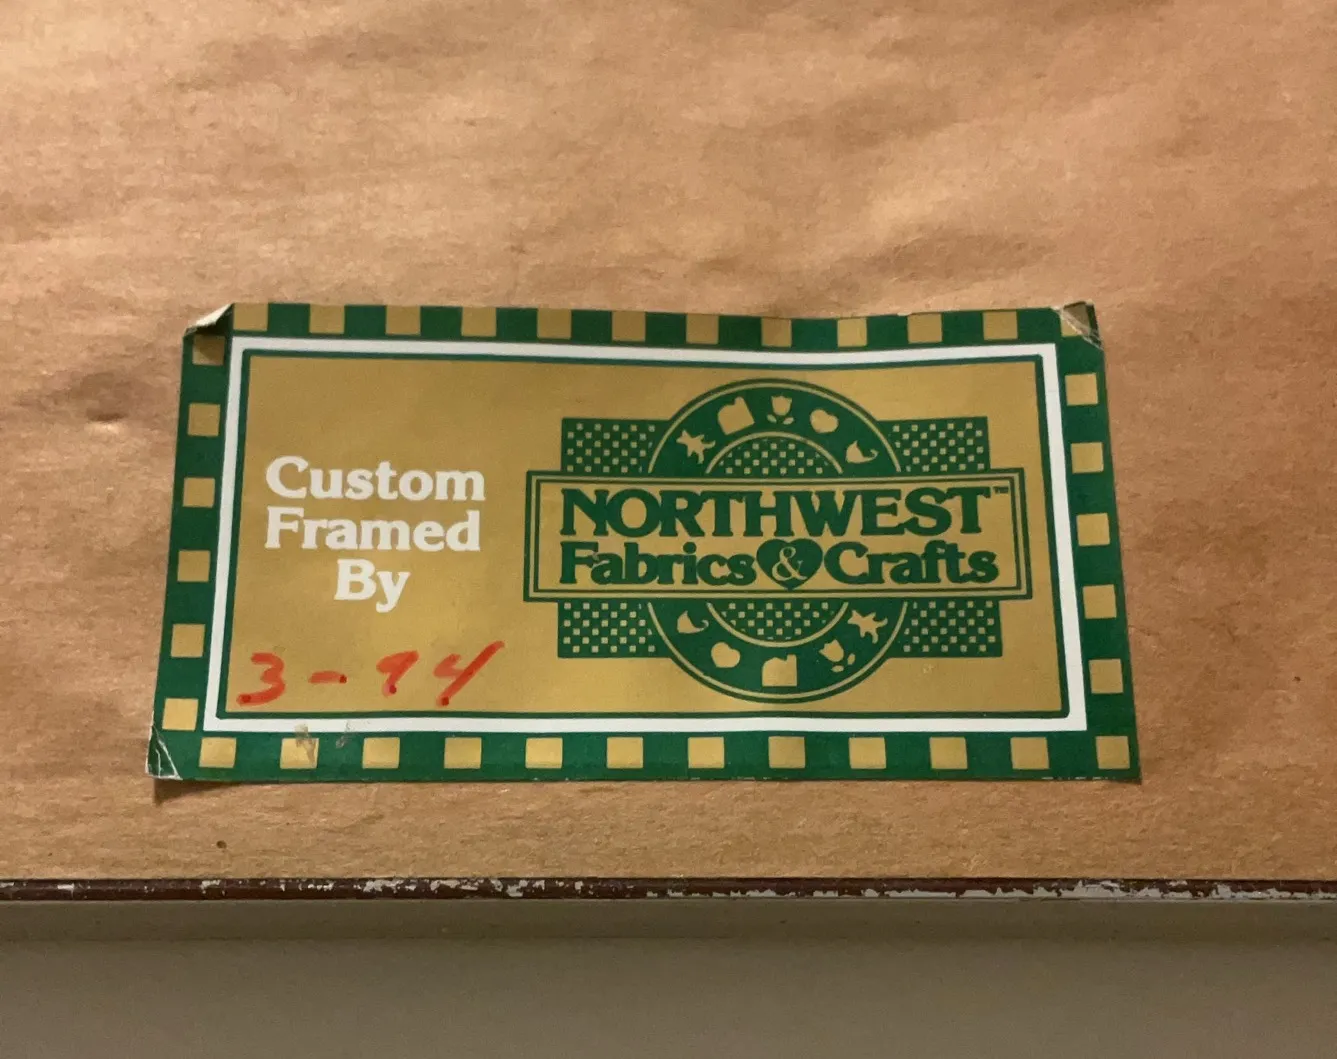 Custom
Framed
By
3-94
NORTHWEST™
Fabrics & Crafts